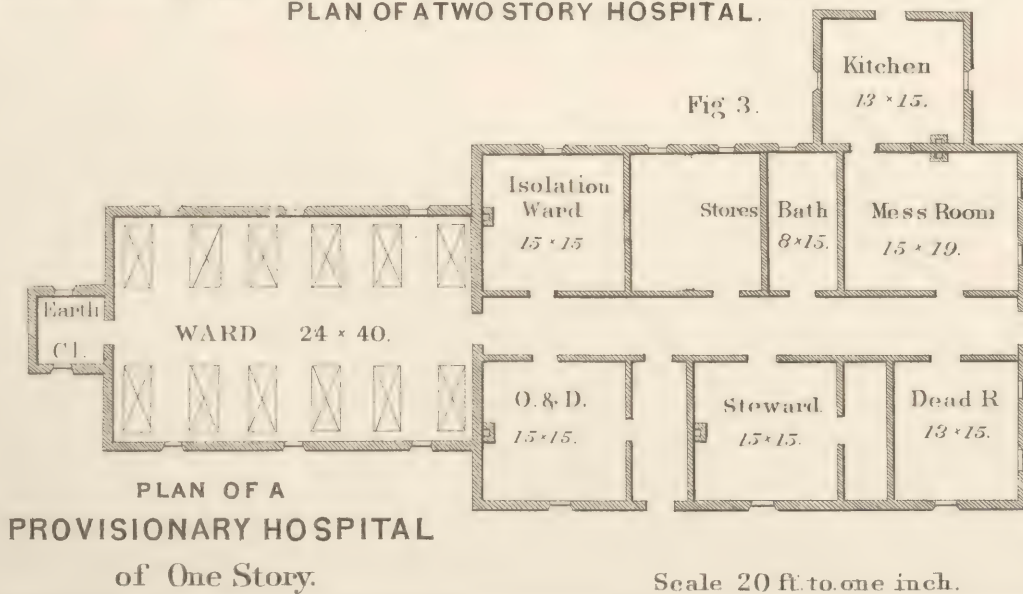 PLAN OF A TWO STORY HOSPITAL.
Fig 3.
Kitchen
13 × 15.
Isolation
Ward
15 × 15
Stores
Bath
8×15.
Mess Room
15 × 19.
Earth
Cl.
WARD 24 × 40.
O. & D.
15×15.
Steward
15×15.
Dead R
13×15.
PLAN OF A
PROVISIONARY HOSPITAL
of One Story.
Scale 20 ft. to one inch.